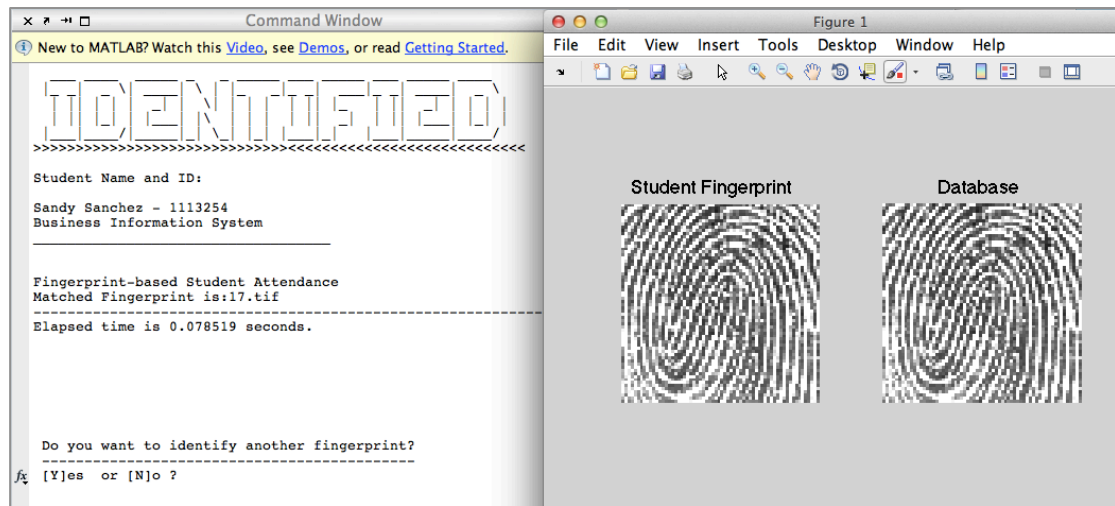 Command Window
New to MATLAB? Watch this Video, see Demos, or read Getting Started.
IDENTIFIED
>>>>>>>>>>>>>>>>>>>>>>>>>>>>>><<<<<<<<<<<<<<<<<<<<<<<<<<<<
Student Name and ID:
Sandy Sanchez - 1113254
Business Information System
Fingerprint-based Student Attendance
Matched Fingerprint is:17.tif
Elapsed time is 0.078519 seconds.
Do you want to identify another fingerprint?
fx [Y]es or [N]o ?
Figure 1
File Edit View Insert Tools Desktop Window Help
Student Fingerprint Database